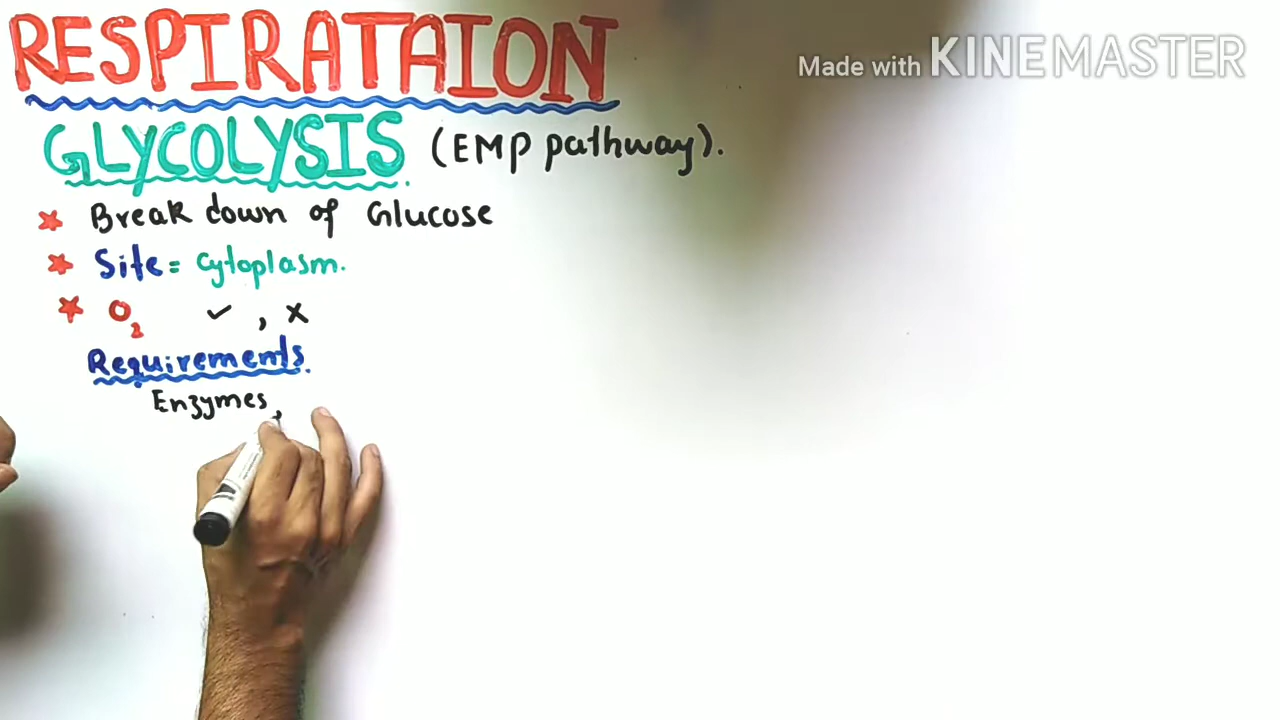 RESPIRATAION
Made with KINEMASTER
GLYCOLYSIS (EMP pathway).
Break down of Glucose
Site = Cytoplasm.
O2 ✓, ×
Requirements.
Enzymes,